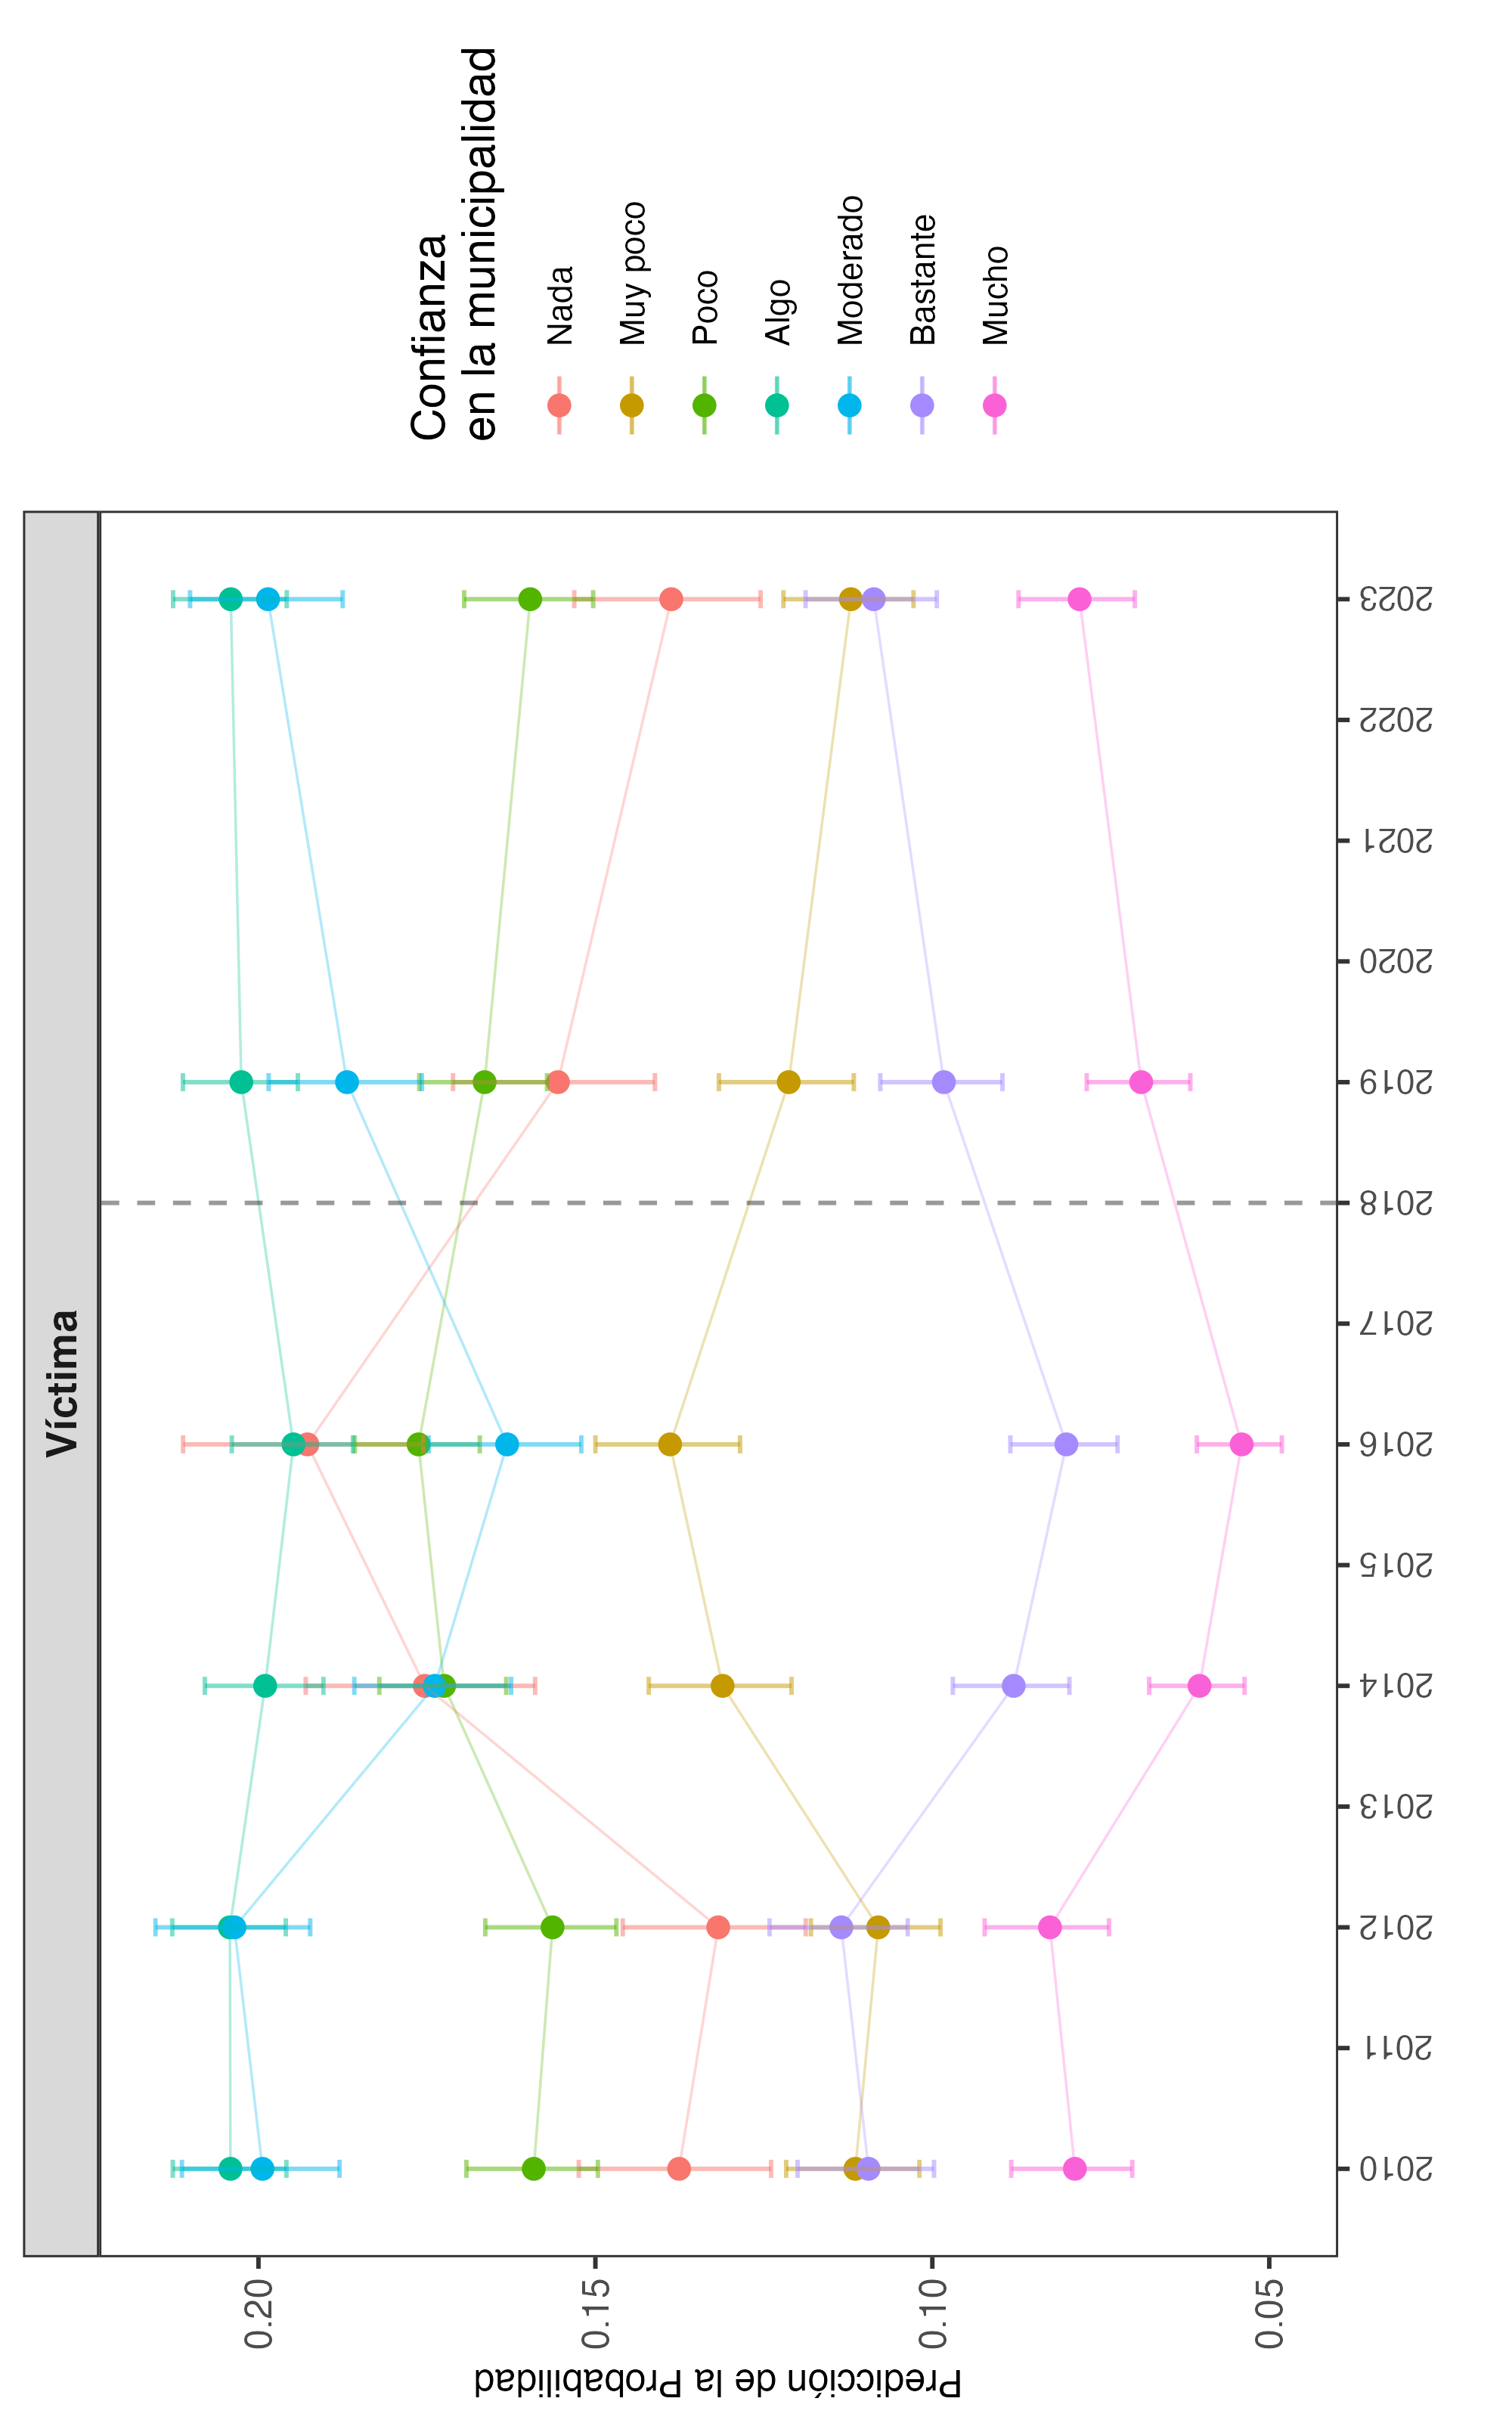 Víctima
Predicción de la Probabilidad
0.20
0.15
0.10
0.05
2010
2011
2012
2013
2014
2015
2016
2017
2018
2019
2020
2021
2022
2023
Confianza
en la municipalidad
Nada
Muy poco
Poco
Algo
Moderado
Bastante
Mucho